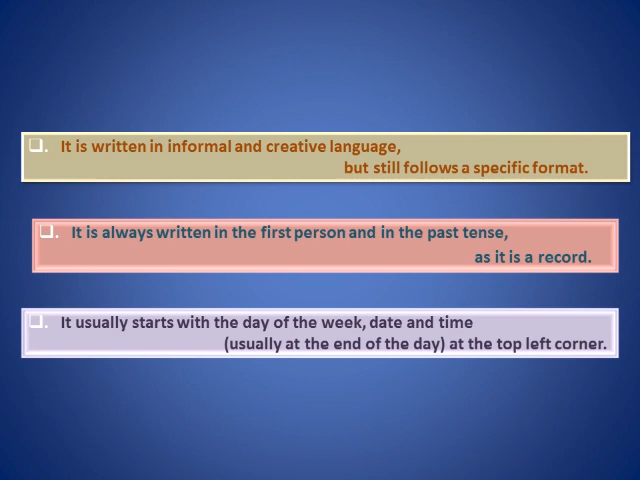 ❑. It is written in informal and creative language,
but still follows a specific format.
❑. It is always written in the first person and in the past tense,
as it is a record.
❑. It usually starts with the day of the week, date and time
(usually at the end of the day) at the top left corner.